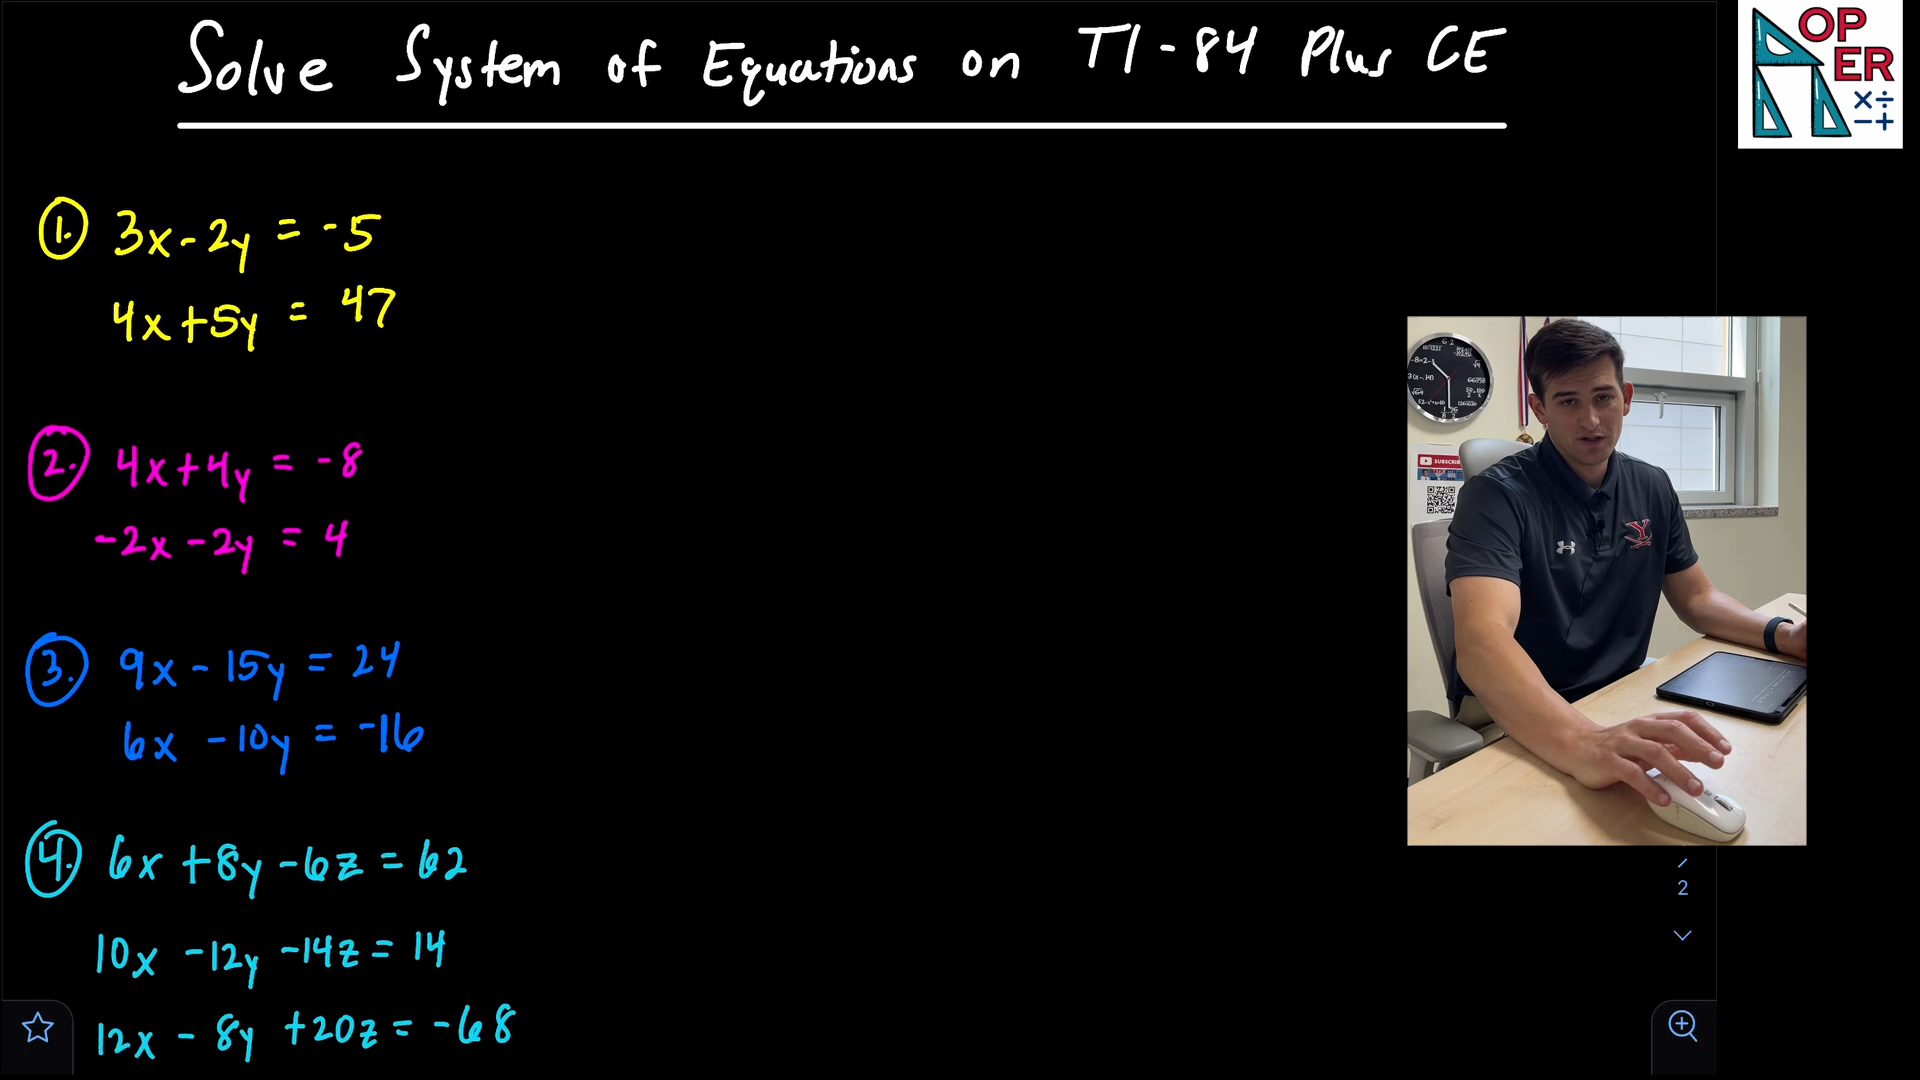 Solve System of Equations on TI-84 Plus CE
OP
ER
×÷
−+
1. 3x - 2y = -5
4x + 5y = 47
2. 4x + 4y = -8
-2x - 2y = 4
3. 9x - 15y = 24
6x - 10y = -16
4. 6x + 8y - 6z = 62
10x - 12y - 14z = 14
12x - 8y + 20z = -68
SUBSCRIBE
Y
2